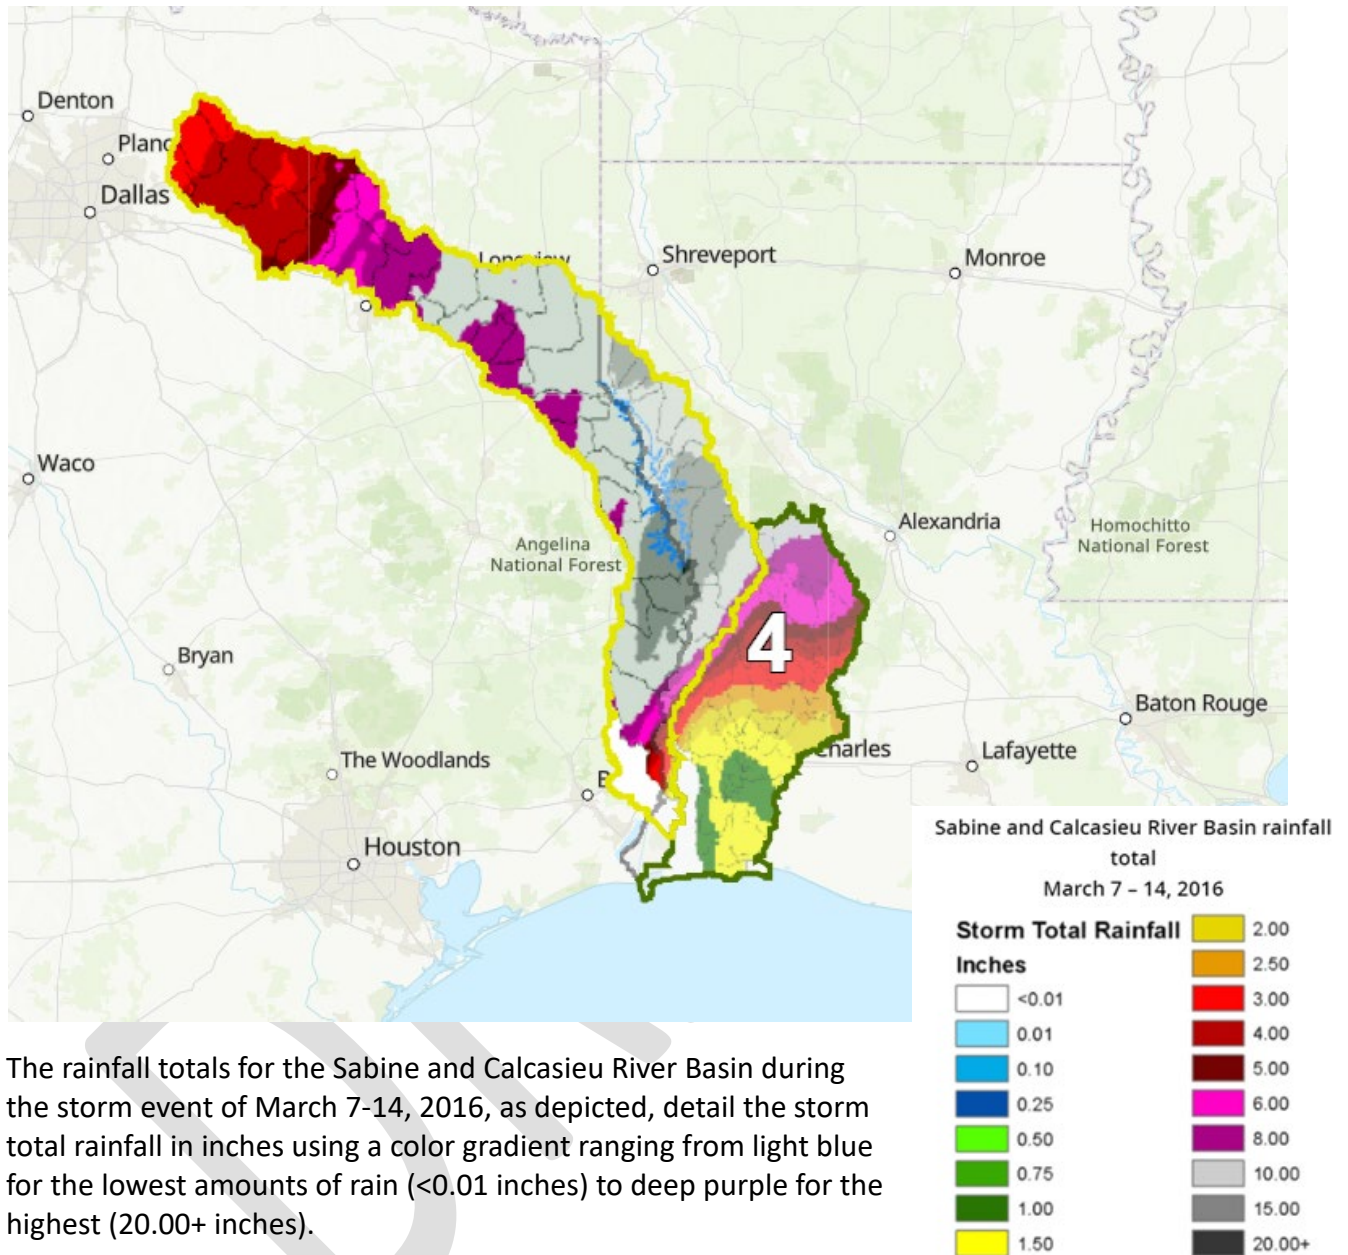 Denton
Plano
Dallas
Longview
Shreveport
Monroe
Waco
Alexandria
Homochitto
National Forest
Angelina
National Forest
4
Bryan
Baton Rouge
The Woodlands
Charles
Lafayette
B
Houston
Sabine and Calcasieu River Basin rainfall
total
March 7 – 14, 2016
Storm Total Rainfall
Inches
<0.01
0.01
0.10
0.25
0.50
0.75
1.00
1.50
2.00
2.50
3.00
4.00
5.00
6.00
8.00
10.00
15.00
20.00+
The rainfall totals for the Sabine and Calcasieu River Basin during
the storm event of March 7-14, 2016, as depicted, detail the storm
total rainfall in inches using a color gradient ranging from light blue
for the lowest amounts of rain (<0.01 inches) to deep purple for the
highest (20.00+ inches).